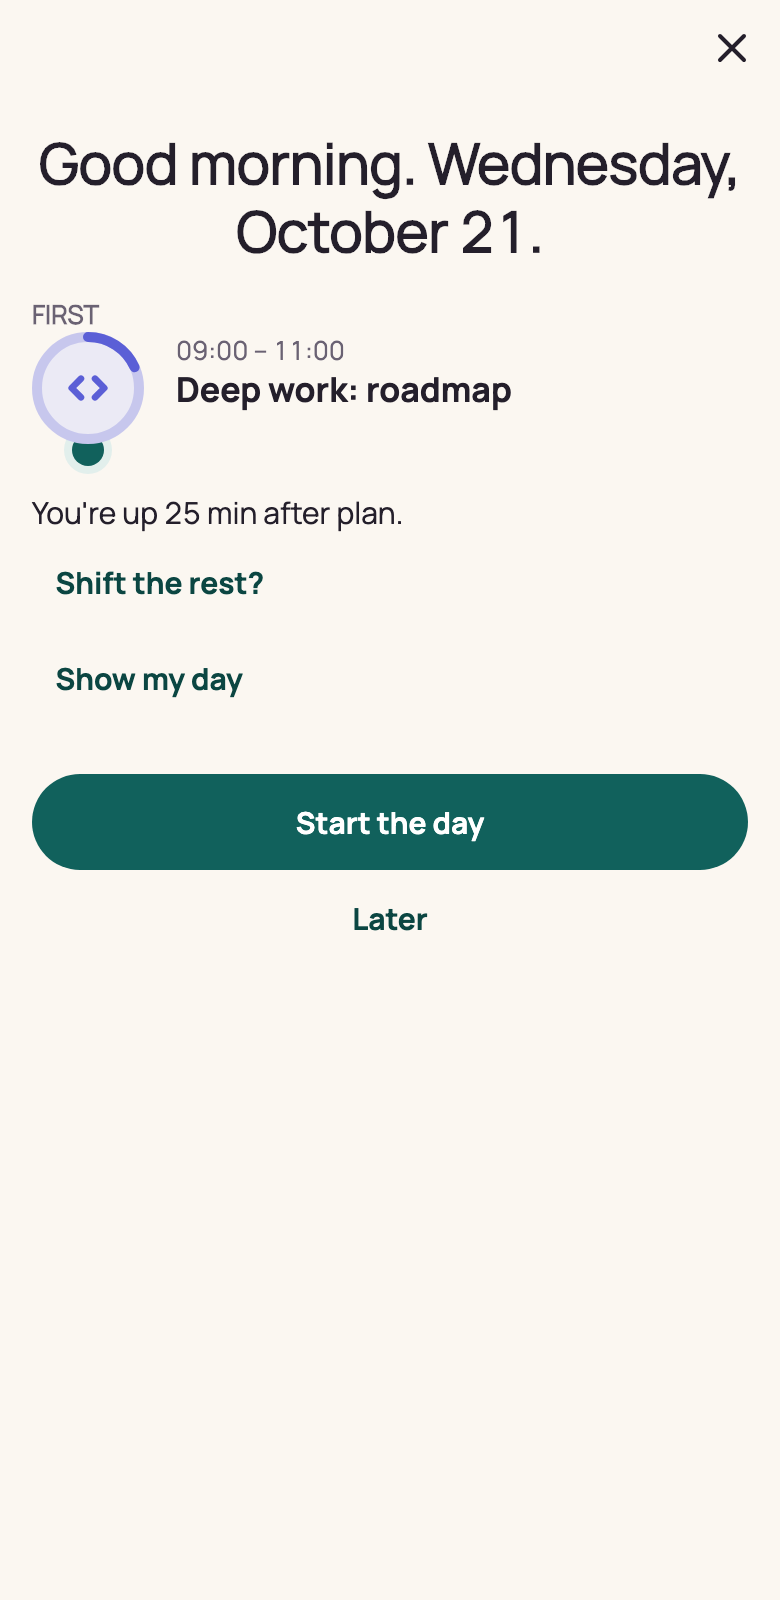 Good morning. Wednesday,
October 21.
FIRST
09:00 – 11:00
Deep work: roadmap
You're up 25 min after plan.
Shift the rest?
Show my day
Start the day
Later